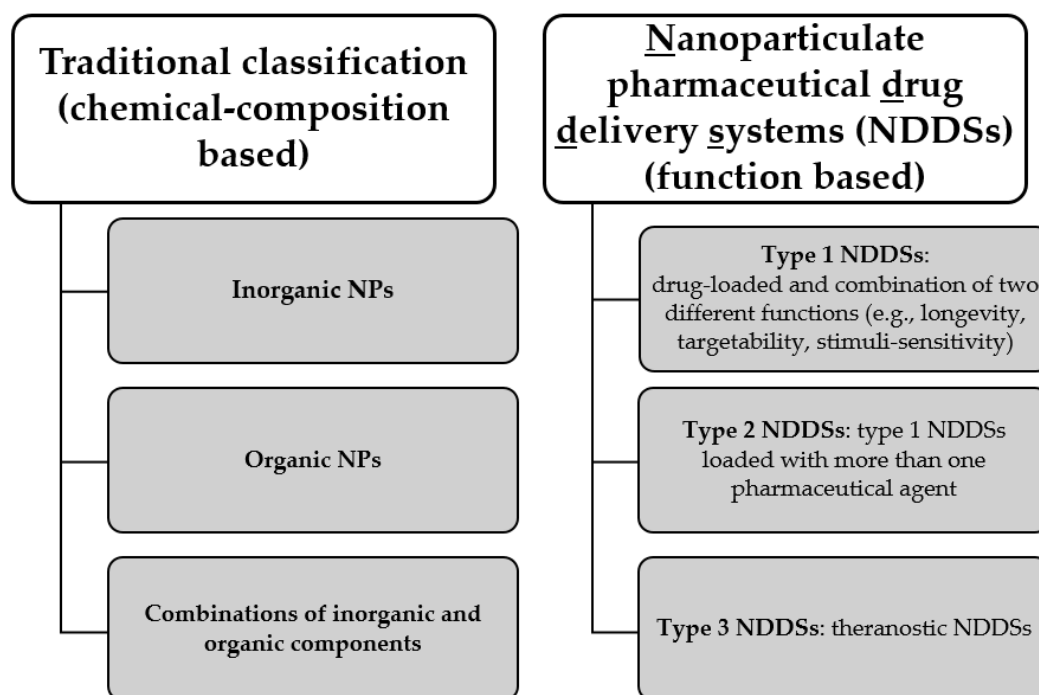 Traditional classification
(chemical-composition
based)
Inorganic NPs
Organic NPs
Combinations of inorganic and
organic components
Nanoparticulate
pharmaceutical drug
delivery systems (NDDSs)
(function based)
Type 1 NDDSs:
drug-loaded and combination of two
different functions (e.g., longevity,
targetability, stimuli-sensitivity)
Type 2 NDDSs: type 1 NDDSs
loaded with more than one
pharmaceutical agent
Type 3 NDDSs: theranostic NDDSs